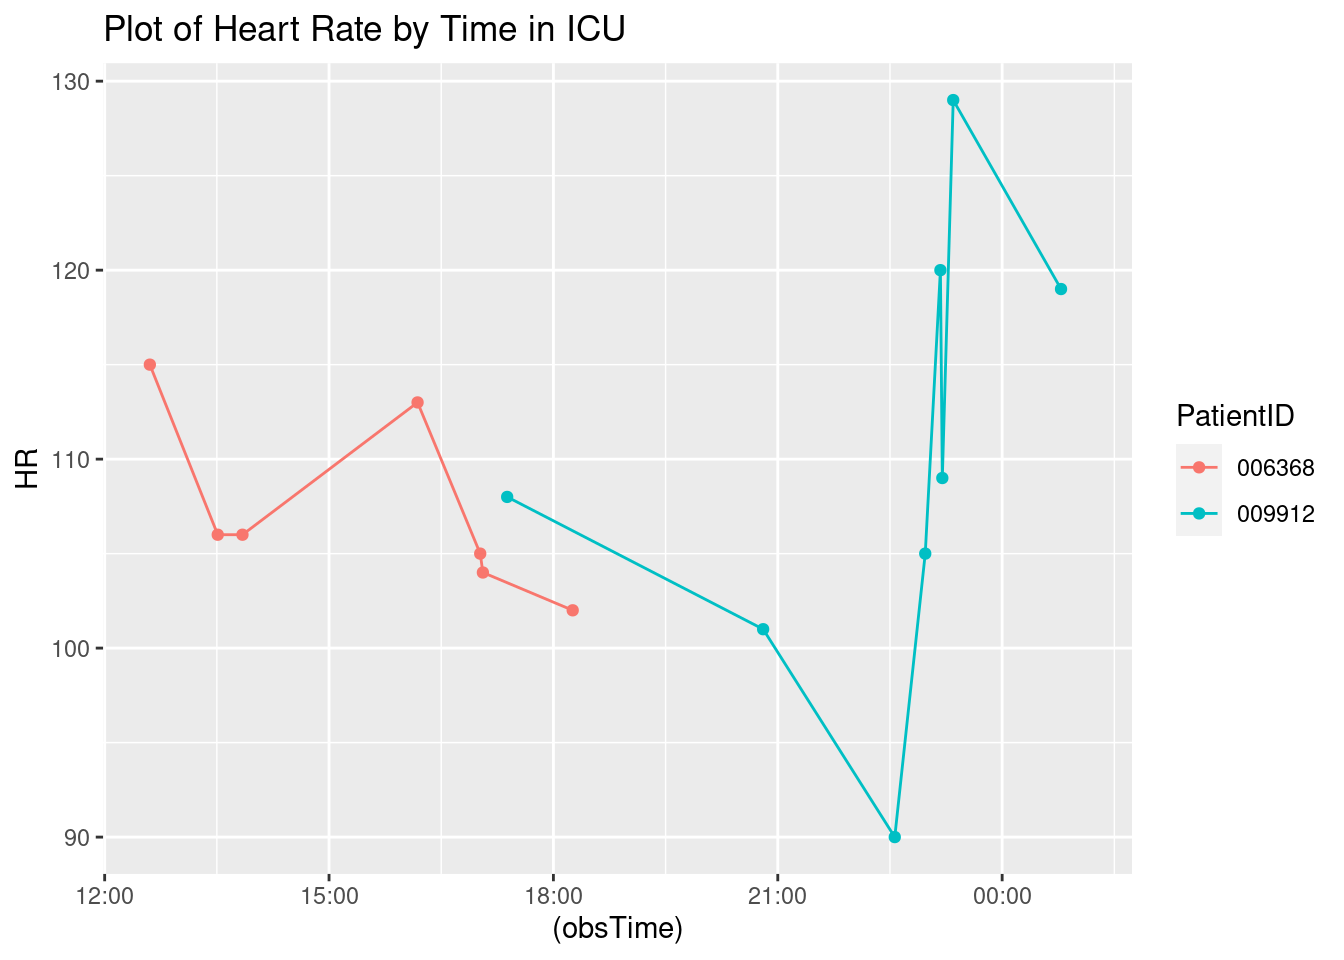 Plot of Heart Rate by Time in ICU
130
120
110
100
90
HR
12:00 15:00 18:00 21:00 00:00
(obsTime)
PatientID
006368
009912